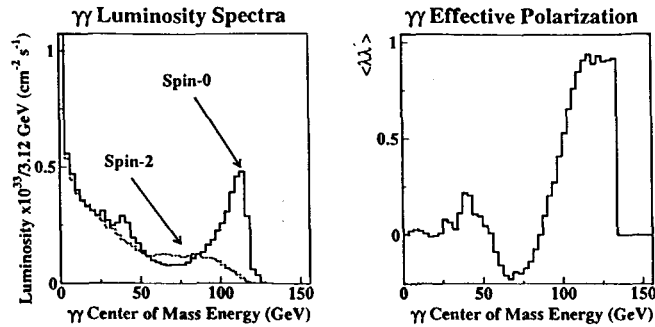 γγ Luminosity Spectra
Luminosity x10³³/3.12 GeV (cm⁻² s⁻¹)
1
0.5
0
Spin-0
Spin-2
0 50 100 150
γγ Center of Mass Energy (GeV)
γγ Effective Polarization
<λλ'>
1
0.5
0
0 50 100 150
γγ Center of Mass Energy (GeV)